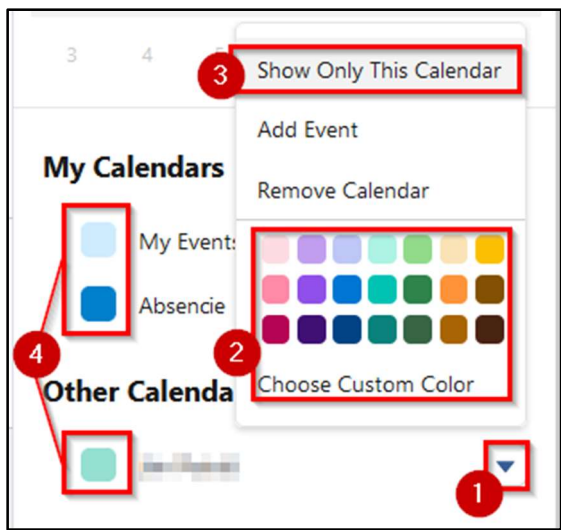 3 4
3 Show Only This Calendar
Add Event
My Calendars
Remove Calendar
My Events
Absencie
2
4
Choose Custom Color
Other Calenda
1